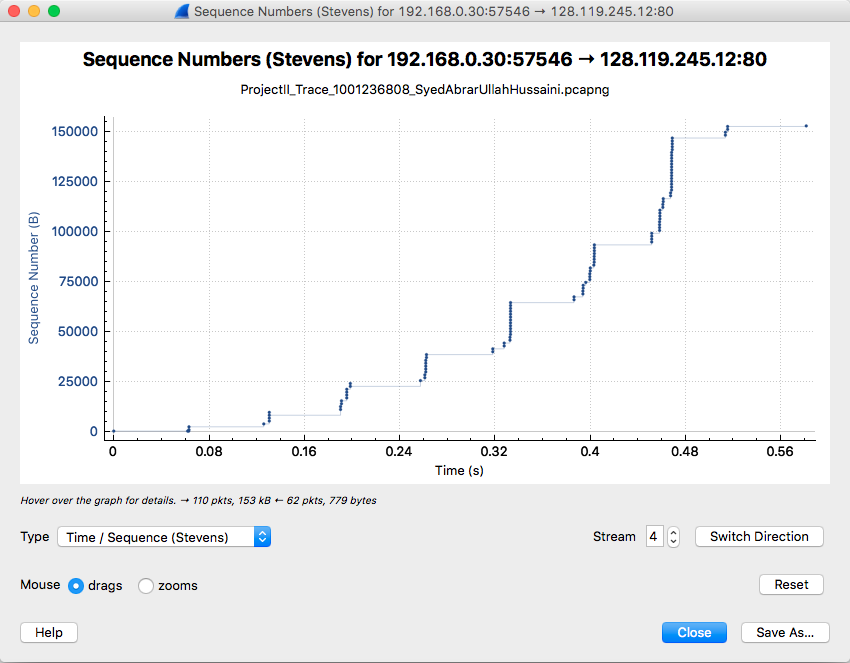 Sequence Numbers (Stevens) for 192.168.0.30:57546 → 128.119.245.12:80
Sequence Numbers (Stevens) for 192.168.0.30:57546 → 128.119.245.12:80
ProjectII_Trace_1001236808_SyedAbrarUllahHussaini.pcapng
Sequence Number (B)
150000
125000
100000
75000
50000
25000
0
0 0.08 0.16 0.24 0.32 0.4 0.48 0.56
Time (s)
Hover over the graph for details. → 110 pkts, 153 kB ← 62 pkts, 779 bytes
Type Time / Sequence (Stevens) Stream 4 Switch Direction
Mouse drags zooms Reset
Help Close Save As...